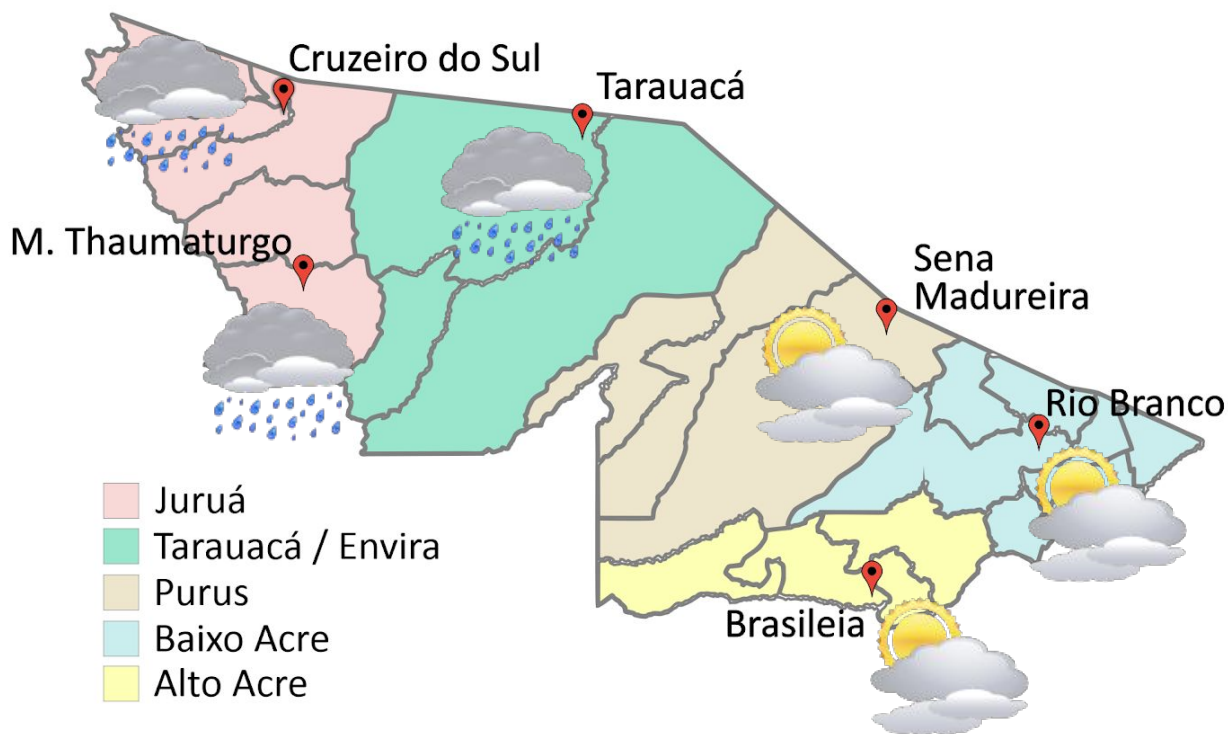 Cruzeiro do Sul
Tarauacá
M. Thaumaturgo
Sena
Madureira
Rio Branco
Brasileia
Juruá
Tarauacá / Envira
Purus
Baixo Acre
Alto Acre